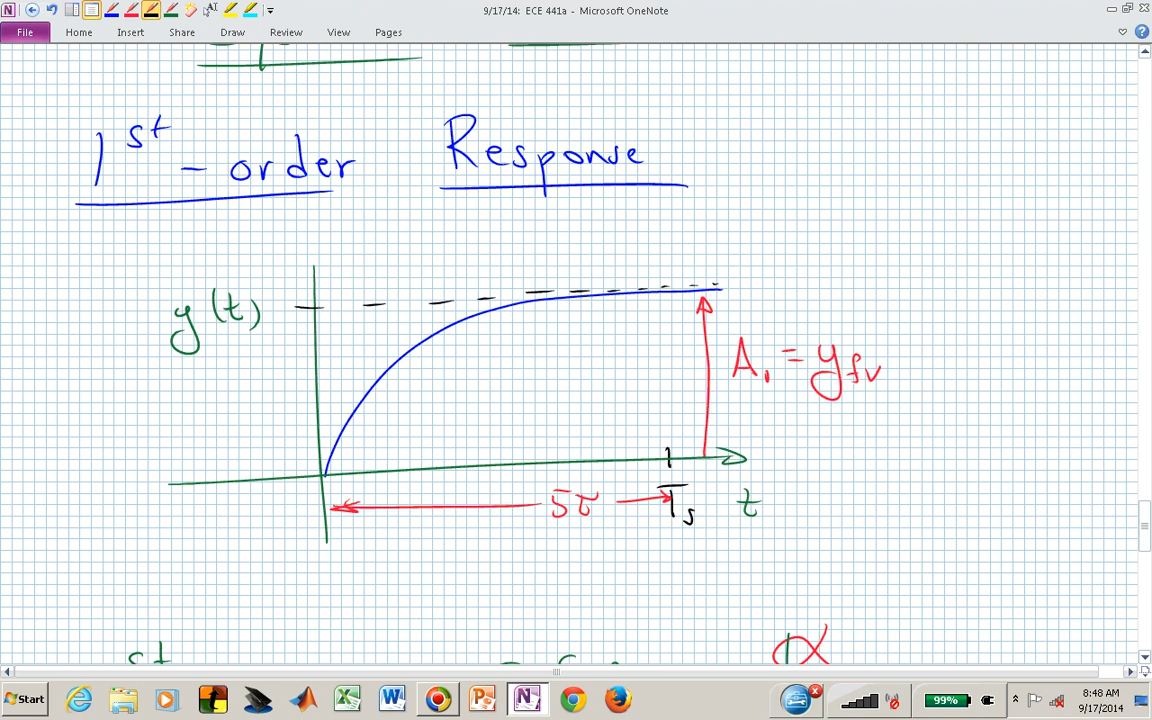 9/17/14: ECE 441a - Microsoft OneNote
File Home Insert Share Draw Review View Pages
1st - order Response
y(t)
A1 = yfv
5τ
Ts
t
st
α
Start
99%
8:48 AM
9/17/2014